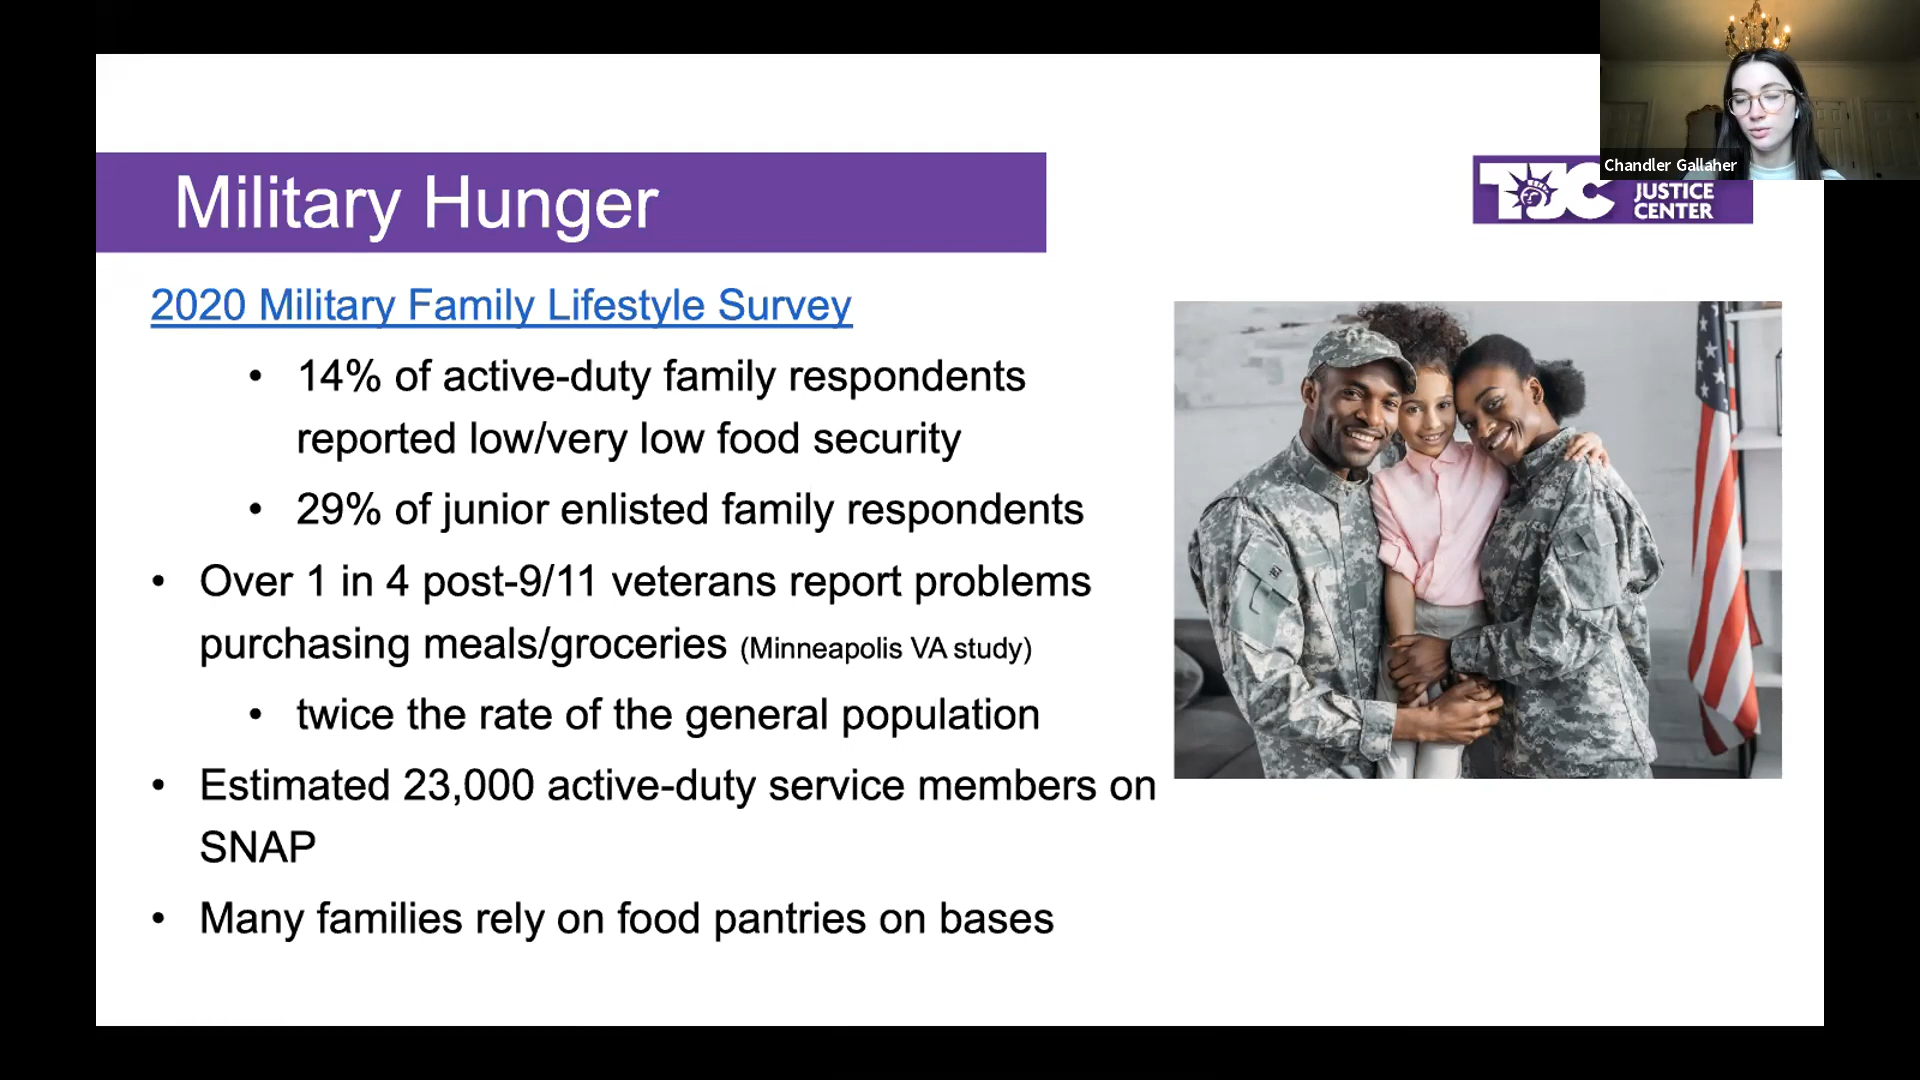 Chandler Gallaher
Military Hunger
TJC JUSTICE
CENTER
2020 Military Family Lifestyle Survey
• 14% of active-duty family respondents
reported low/very low food security
• 29% of junior enlisted family respondents
• Over 1 in 4 post-9/11 veterans report problems
purchasing meals/groceries (Minneapolis VA study)
• twice the rate of the general population
• Estimated 23,000 active-duty service members on
SNAP
• Many families rely on food pantries on bases